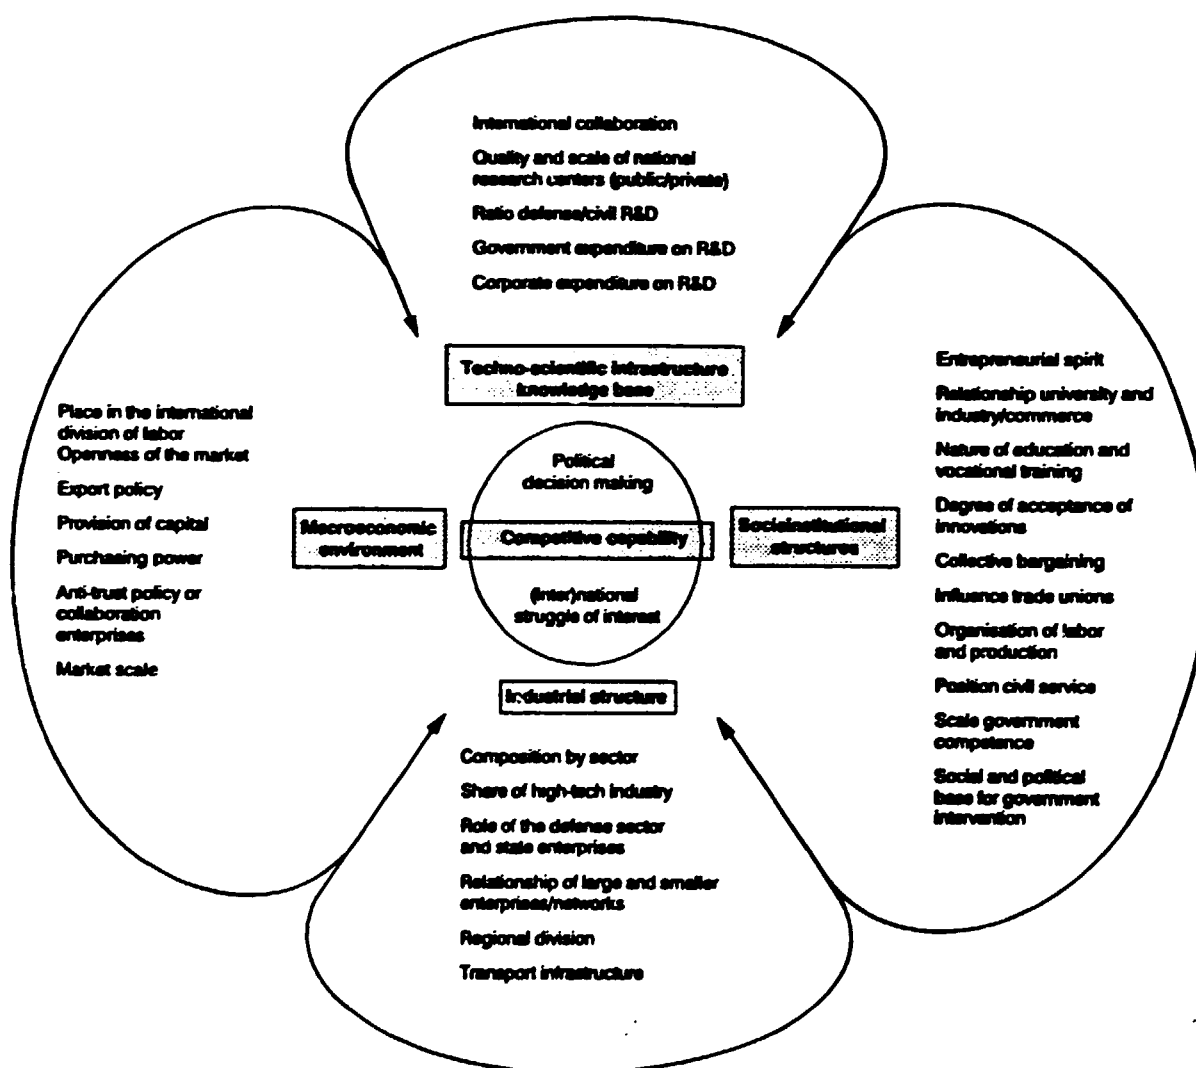 International collaboration
Quality and scale of national
research centers (public/private)
Ratio defense/civil R&D
Government expenditure on R&D
Corporate expenditure on R&D
Techno-scientific infrastructure
knowledge base
Place in the international
division of labor
Openness of the market
Export policy
Provision of capital
Purchasing power
Anti-trust policy or
collaboration
enterprises
Market scale
Macroeconomic
environment
Political
decision making
Competitive capability
(Inter)national
struggle of interest
Socioinstitutional
structures
Entrepreneurial spirit
Relationship university and
industry/commerce
Nature of education and
vocational training
Degree of acceptance of
innovations
Collective bargaining
Influence trade unions
Organisation of labor
and production
Position civil service
Scale government
competence
Social and political
base for government
intervention
Industrial structure
Composition by sector
Share of high-tech industry
Role of the defense sector
and state enterprises
Relationship of large and smaller
enterprises/networks
Regional division
Transport infrastructure